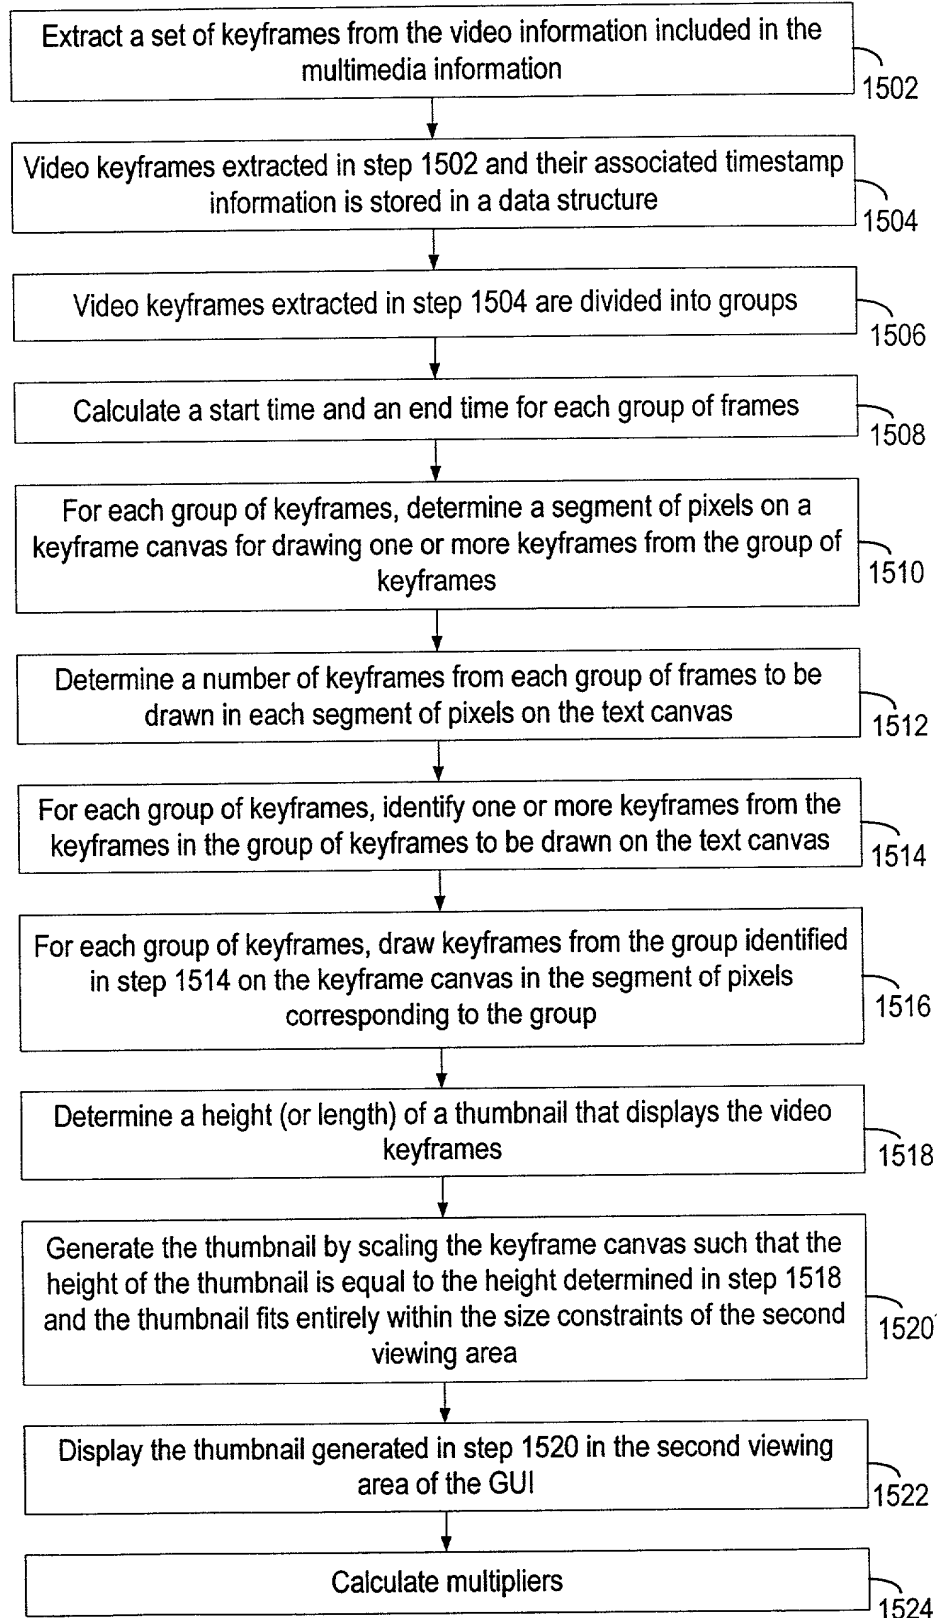 Extract a set of keyframes from the video information included in the
multimedia information
1502
Video keyframes extracted in step 1502 and their associated timestamp
information is stored in a data structure
1504
Video keyframes extracted in step 1504 are divided into groups
1506
Calculate a start time and an end time for each group of frames
1508
For each group of keyframes, determine a segment of pixels on a
keyframe canvas for drawing one or more keyframes from the group of
keyframes
1510
Determine a number of keyframes from each group of frames to be
drawn in each segment of pixels on the text canvas
1512
For each group of keyframes, identify one or more keyframes from the
keyframes in the group of keyframes to be drawn on the text canvas
1514
For each group of keyframes, draw keyframes from the group identified
in step 1514 on the keyframe canvas in the segment of pixels
corresponding to the group
1516
Determine a height (or length) of a thumbnail that displays the video
keyframes
1518
Generate the thumbnail by scaling the keyframe canvas such that the
height of the thumbnail is equal to the height determined in step 1518
and the thumbnail fits entirely within the size constraints of the second
viewing area
1520
Display the thumbnail generated in step 1520 in the second viewing
area of the GUI
1522
Calculate multipliers
1524